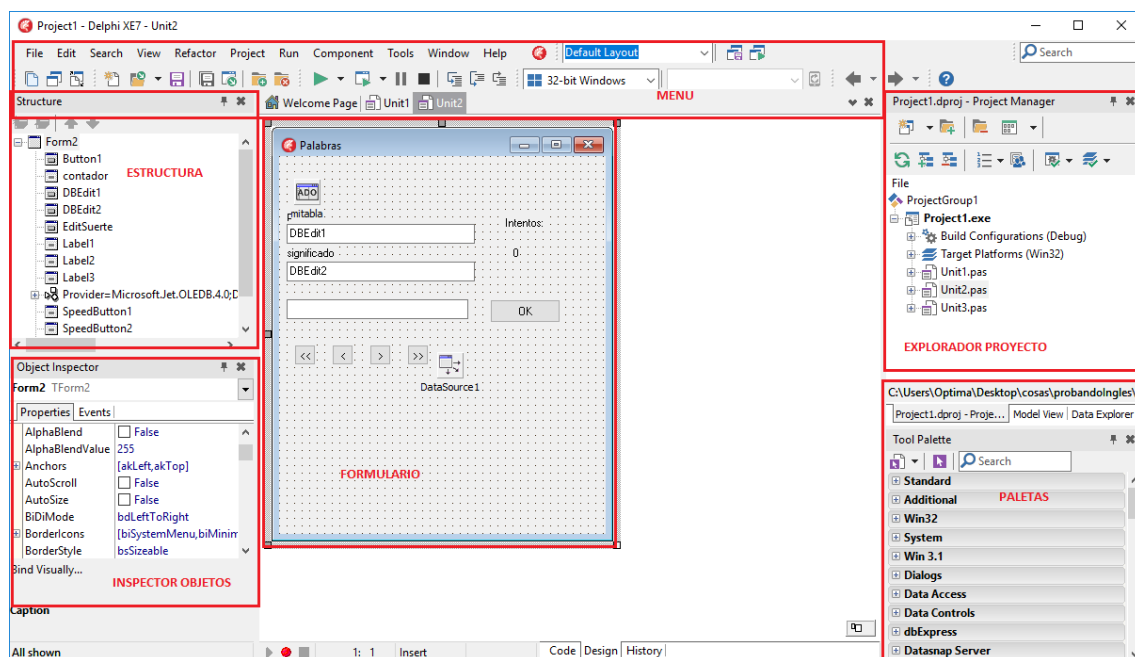 Project1 - Delphi XE7 - Unit2
File Edit Search View Refactor Project Run Component Tools Window Help
Default Layout
Search
32-bit Windows
MENU
Structure
Welcome Page
Unit1
Unit2
Form2
Button1
contador
DBEdit1
DBEdit2
EditSuerte
Label1
Label2
Label3
Provider=Microsoft.Jet.OLEDB.4.0;D
SpeedButton1
SpeedButton2
ESTRUCTURA
Object Inspector
Form2 TForm2
Properties Events
AlphaBlend False
AlphaBlendValue 255
Anchors [akLeft,akTop]
AutoScroll False
AutoSize False
BiDiMode bdLeftToRight
BorderIcons [biSystemMenu,biMinim
BorderStyle bsSizeable
Bind Visually...
INSPECTOR OBJETOS
Caption
All shown
Palabras
ADO
mitabla
Intentos:
DBEdit1
significado
0
DBEdit2
OK
<< < > >>
DataSource1
FORMULARIO
1: 1 Insert
Code Design History
Project1.dproj - Project Manager
File
ProjectGroup1
Project1.exe
Build Configurations (Debug)
Target Platforms (Win32)
Unit1.pas
Unit2.pas
Unit3.pas
EXPLORADOR PROYECTO
C:\Users\Optima\Desktop\cosas\probandoIngles\
Project1.dproj - Proje... Model View Data Explorer
Tool Palette
Search
Standard
Additional
PALETAS
Win32
System
Win 3.1
Dialogs
Data Access
Data Controls
dbExpress
Datasnap Server